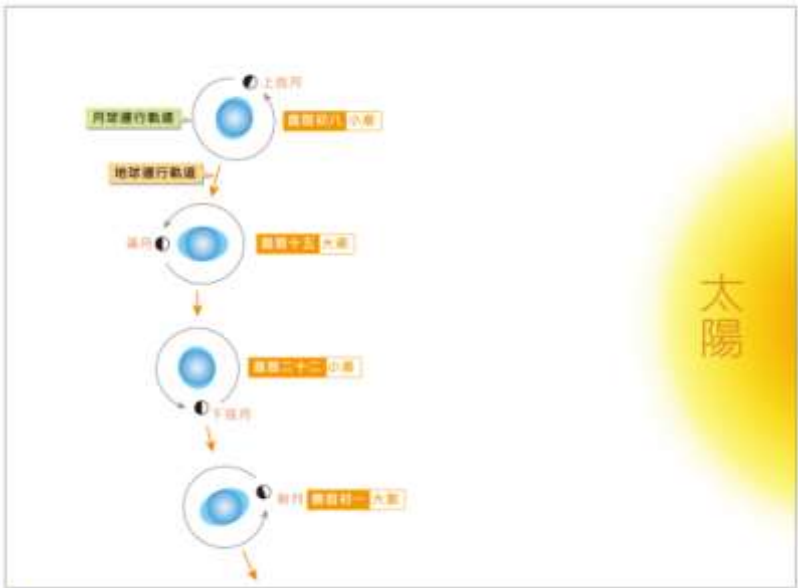 上弦月
月球運行軌道
農曆初八 小潮
地球運行軌道
滿月
農曆十五 大潮
太陽
農曆二十二 小潮
下弦月
新月 農曆初一 大潮